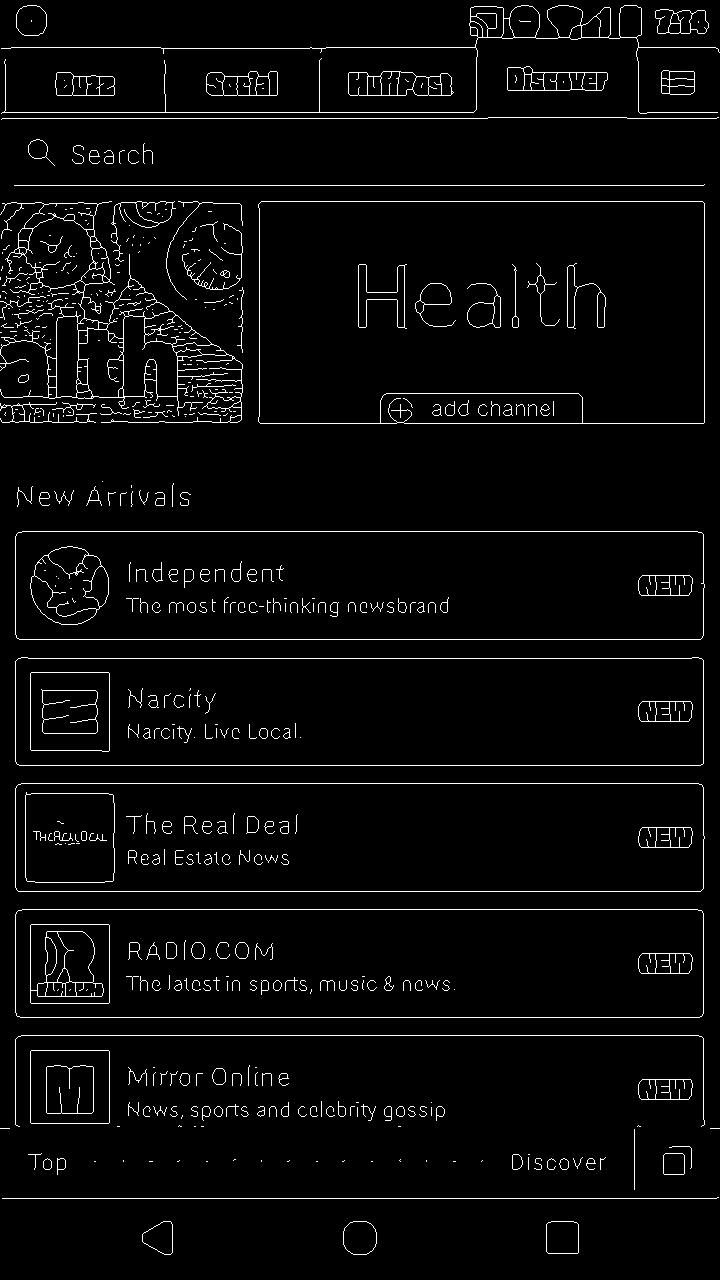 7:14
Buzz Social HuffPost Discover
Search
alth
Health
add channel
New Arrivals
Independent
The most free-thinking newsbrand
NEW
Narcity
Narcity. Live Local.
NEW
The Real Deal
Real Estate News
NEW
RADIO.COM
The latest in sports, music & news.
NEW
Mirror Online
News, sports and celebrity gossip
NEW
Top Discover